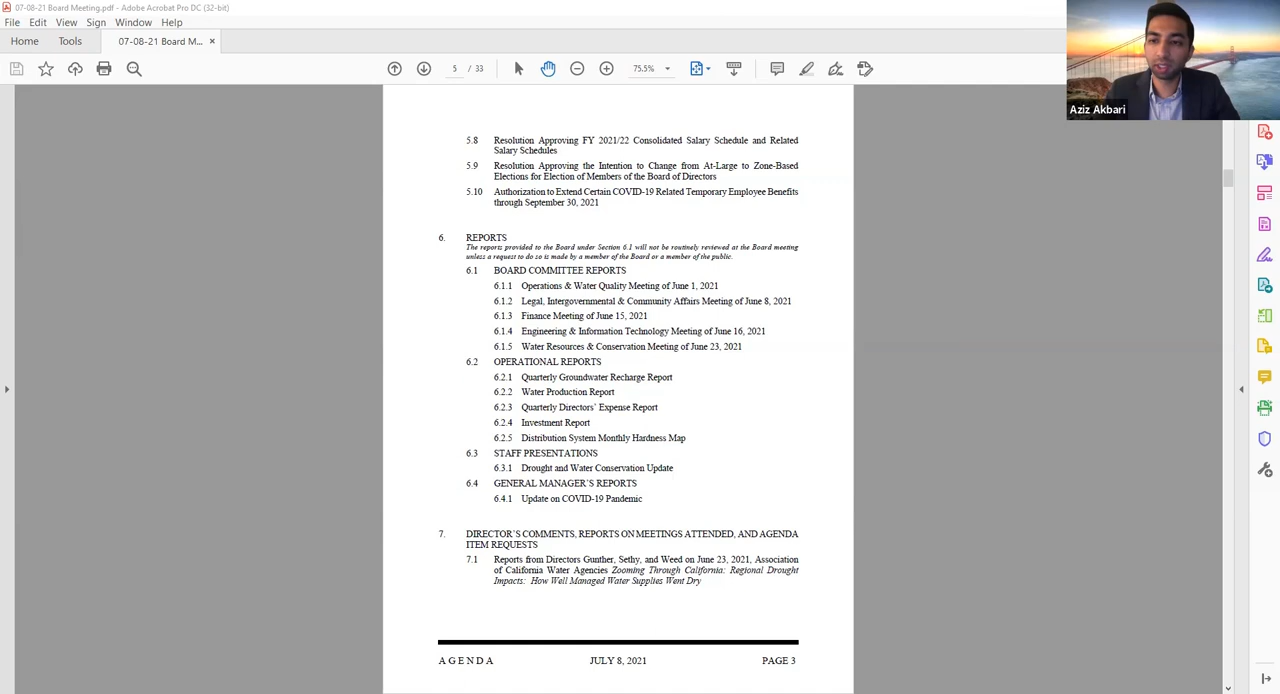 07-08-21 Board Meeting.pdf - Adobe Acrobat Pro DC (32-bit)
File Edit View Sign Window Help
Home Tools 07-08-21 Board M... ×
5 / 33 75.5%
Aziz Akbari
5.8 Resolution Approving FY 2021/22 Consolidated Salary Schedule and Related
Salary Schedules
5.9 Resolution Approving the Intention to Change from At-Large to Zone-Based
Elections for Election of Members of the Board of Directors
5.10 Authorization to Extend Certain COVID-19 Related Temporary Employee Benefits
through September 30, 2021
6. REPORTS
The reports provided to the Board under Section 6.1 will not be routinely reviewed at the Board meeting
unless a request to do so is made by a member of the Board or a member of the public.
6.1 BOARD COMMITTEE REPORTS
6.1.1 Operations & Water Quality Meeting of June 1, 2021
6.1.2 Legal, Intergovernmental & Community Affairs Meeting of June 8, 2021
6.1.3 Finance Meeting of June 15, 2021
6.1.4 Engineering & Information Technology Meeting of June 16, 2021
6.1.5 Water Resources & Conservation Meeting of June 23, 2021
6.2 OPERATIONAL REPORTS
6.2.1 Quarterly Groundwater Recharge Report
6.2.2 Water Production Report
6.2.3 Quarterly Directors' Expense Report
6.2.4 Investment Report
6.2.5 Distribution System Monthly Hardness Map
6.3 STAFF PRESENTATIONS
6.3.1 Drought and Water Conservation Update
6.4 GENERAL MANAGER'S REPORTS
6.4.1 Update on COVID-19 Pandemic
7. DIRECTOR'S COMMENTS, REPORTS ON MEETINGS ATTENDED, AND AGENDA
ITEM REQUESTS
7.1 Reports from Directors Gunther, Sethy, and Weed on June 23, 2021, Association
of California Water Agencies Zooming Through California: Regional Drought
Impacts: How Well Managed Water Supplies Went Dry
AGENDA JULY 8, 2021 PAGE 3